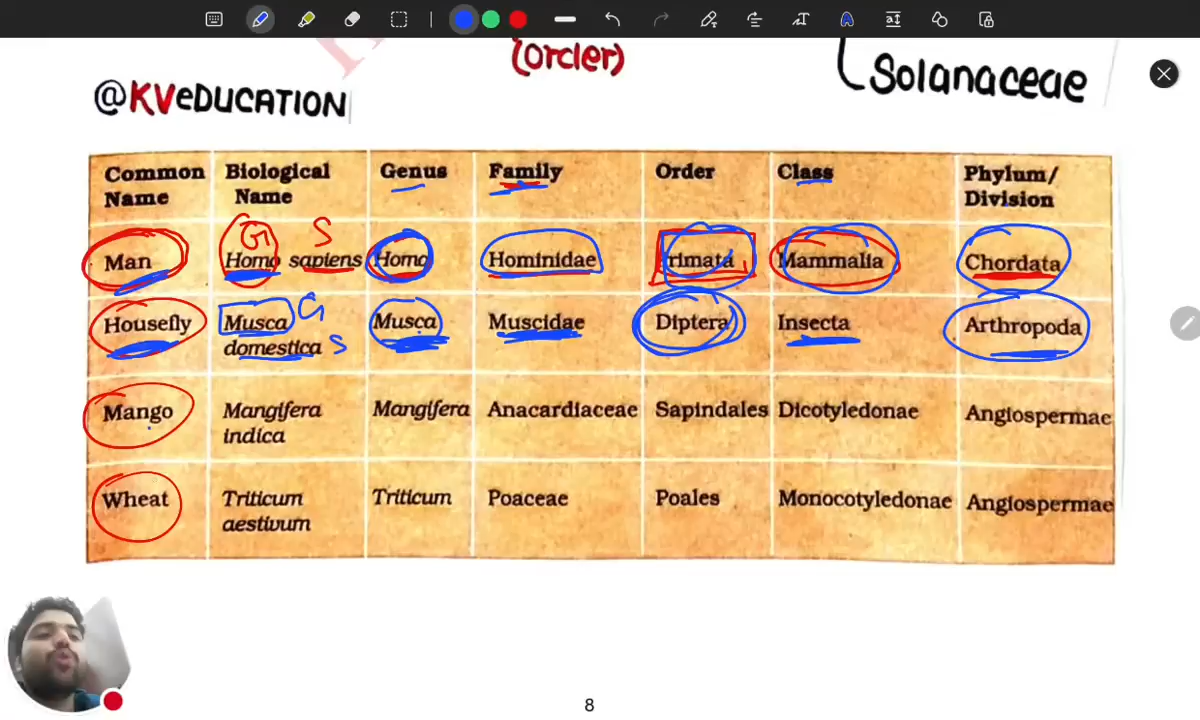 (order)
Solanaceae
@KVeDUCATION
Common Name Biological Name Genus Family Order Class Phylum/ Division
G S
Man Homo sapiens Homo Hominidae rimata Mammalia Chordata
Housefly Musca domestica Musca Muscidae Diptera Insecta Arthropoda
G
S
Mango Mangifera indica Mangifera Anacardiaceae Sapindales Dicotyledonae Angiospermae
Wheat Triticum aestivum Triticum Poaceae Poales Monocotyledonae Angiospermae
8